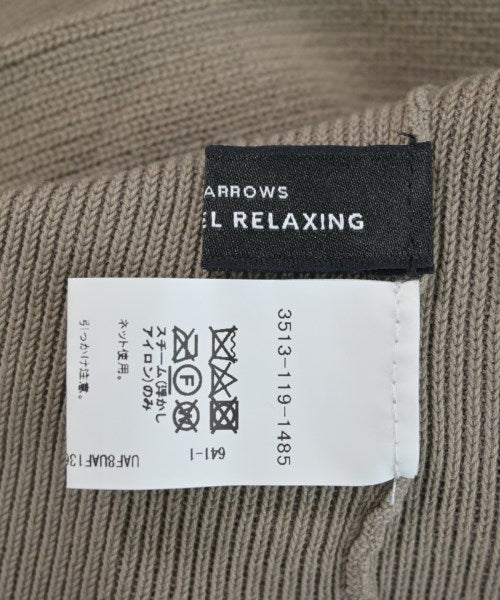 ARROWS
EL RELAXING
3513-119-1485
641-1
スチーム(浮かし
アイロン)のみ
ネット使用。
引っかけ注意。
UAF8UAF136